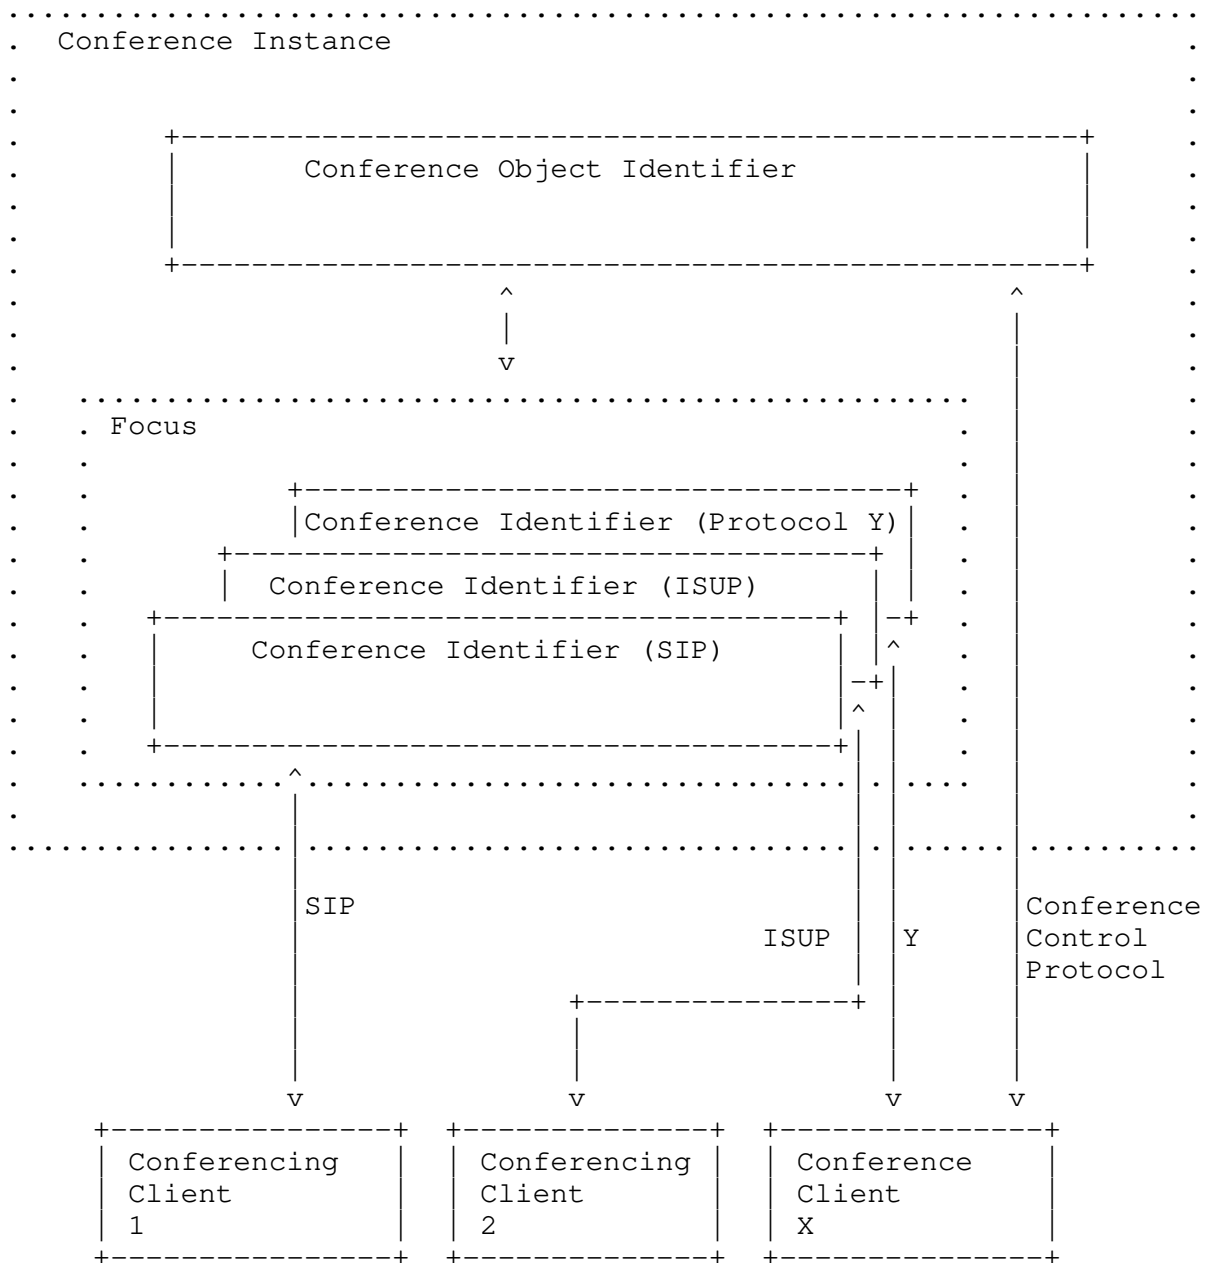 Conference Instance
Conference Object Identifier
Focus
Conference Identifier (Protocol Y)
Conference Identifier (ISUP)
Conference Identifier (SIP)
SIP
Conference
ISUP
Y
Control
Protocol
Conferencing
Client
1
Conferencing
Client
2
Conference
Client
X